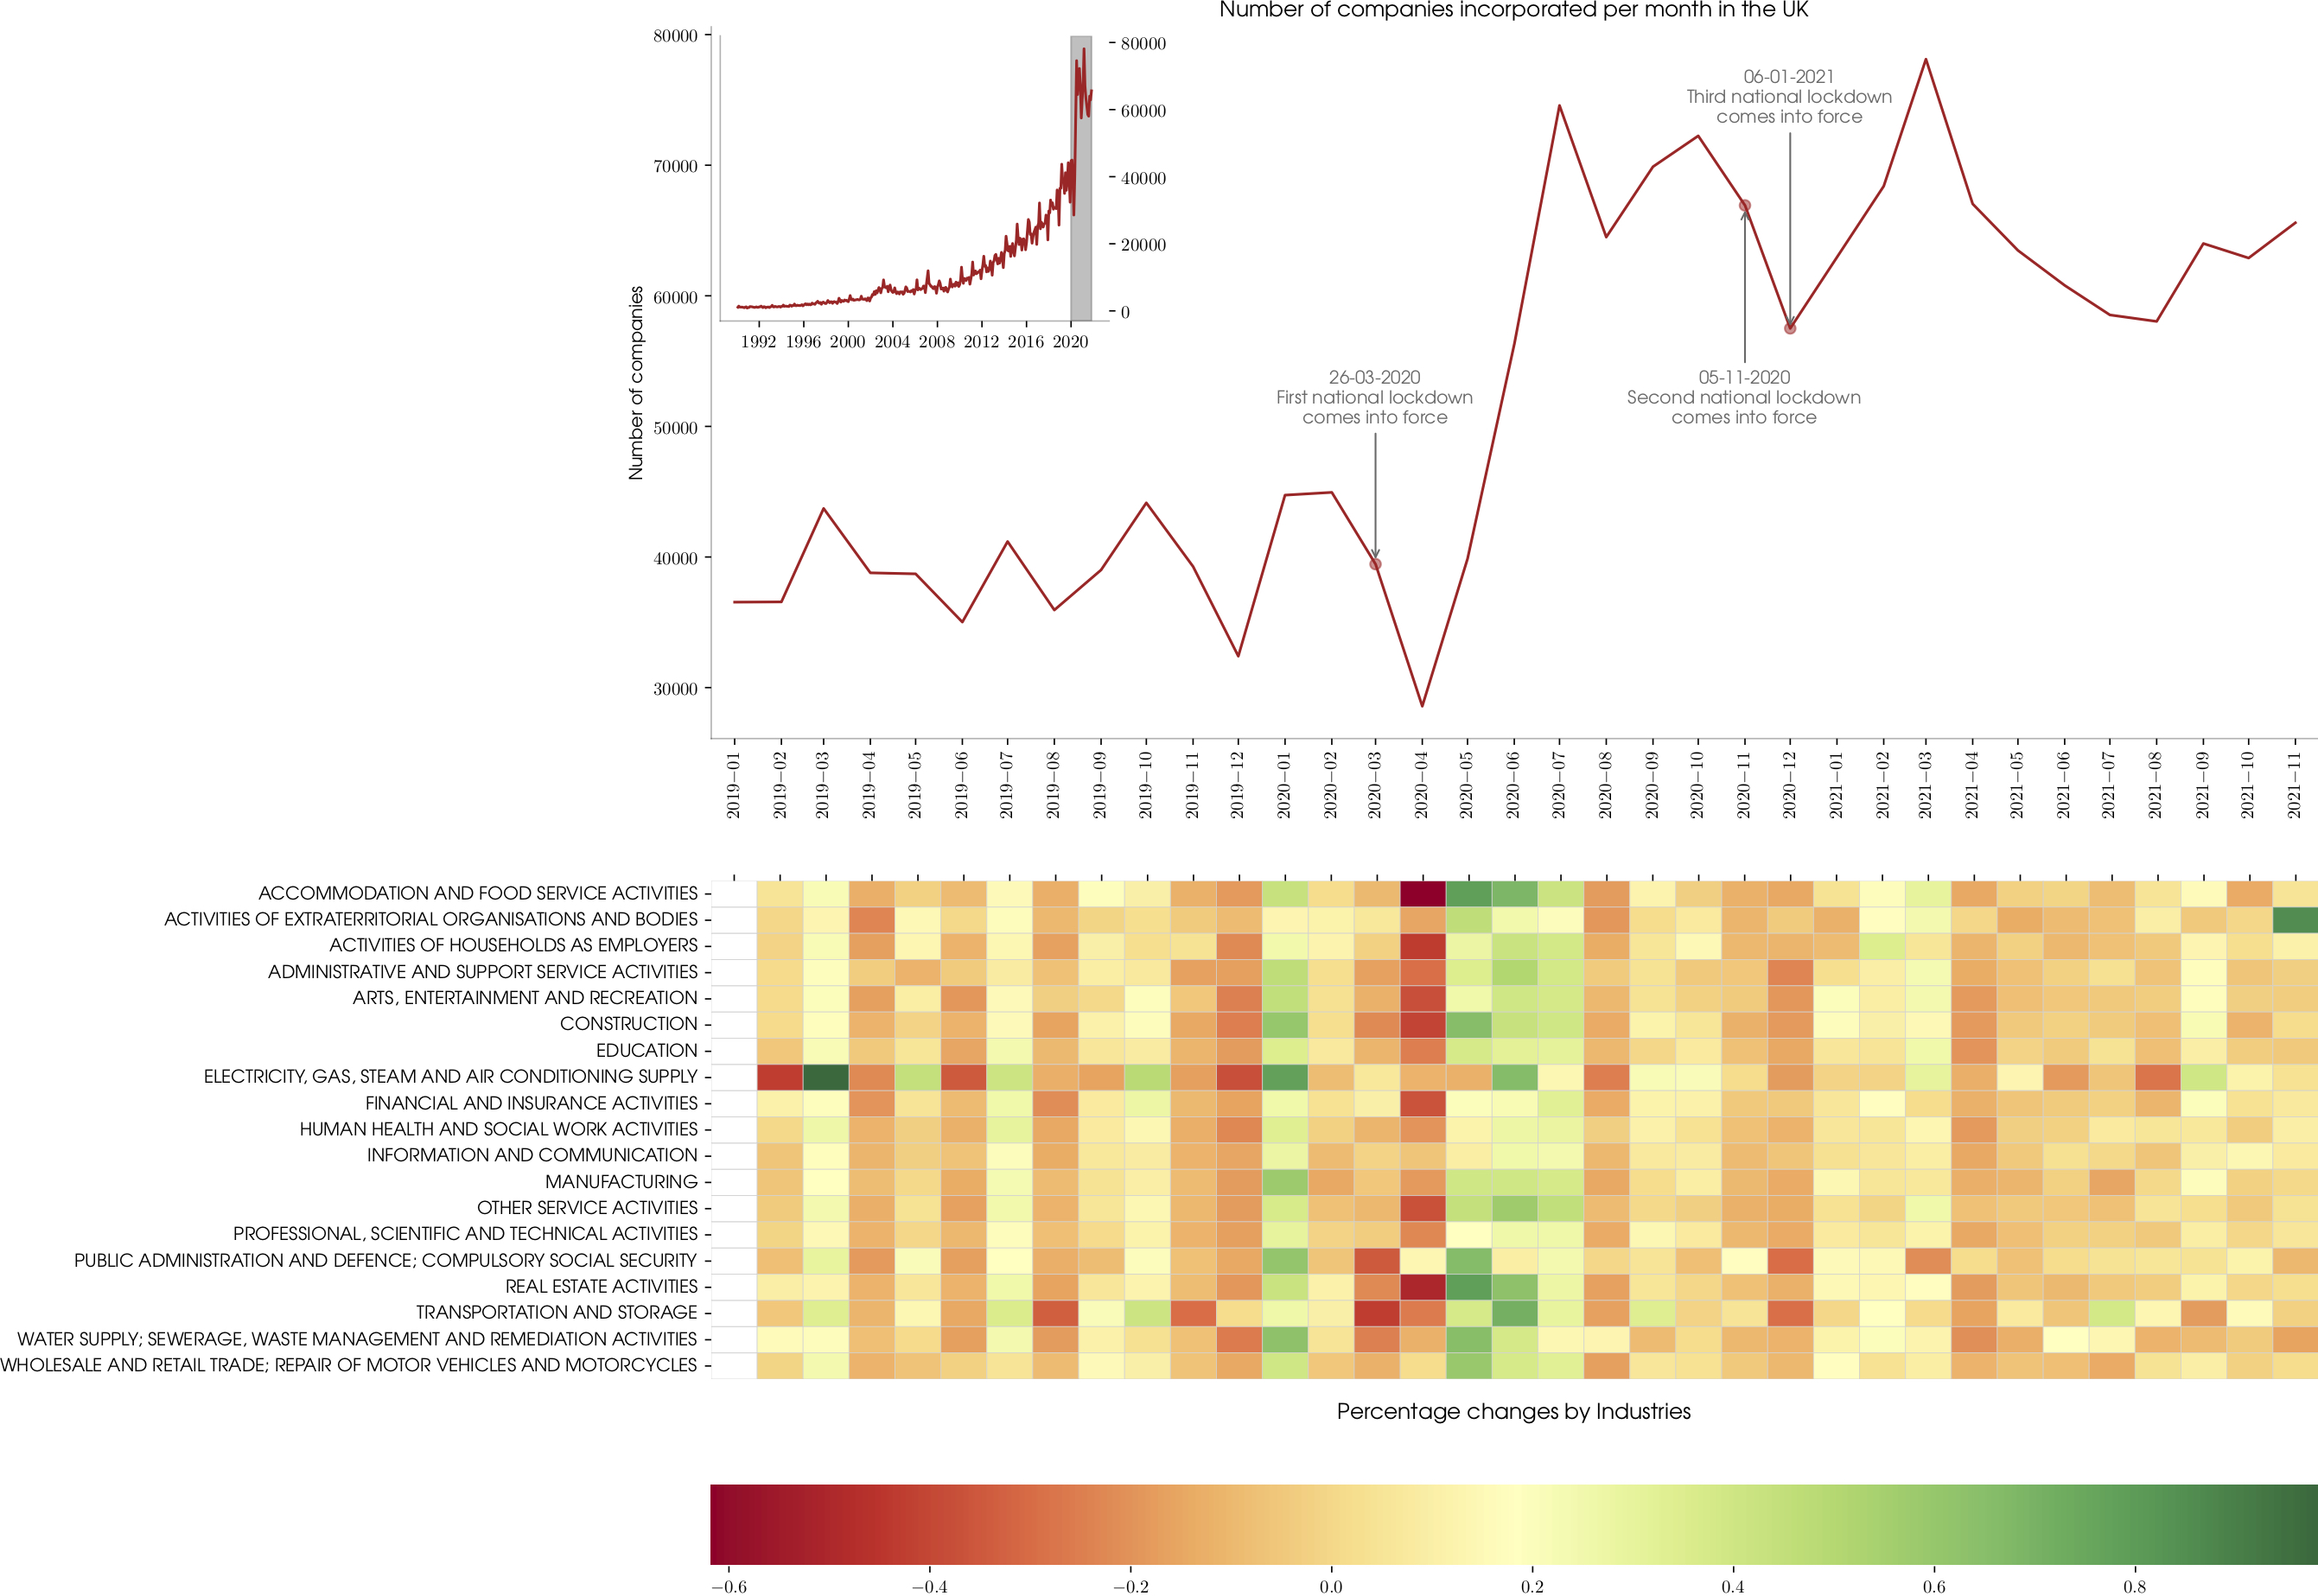 Number of companies incorporated per month in the UK
80000
70000
60000
50000
40000
30000
Number of companies
80000
60000
40000
20000
0
1992 1996 2000 2004 2008 2012 2016 2020
06-01-2021
Third national lockdown
comes into force
26-03-2020
First national lockdown
comes into force
05-11-2020
Second national lockdown
comes into force
2019−01
2019−02
2019−03
2019−04
2019−05
2019−06
2019−07
2019−08
2019−09
2019−10
2019−11
2019−12
2020−01
2020−02
2020−03
2020−04
2020−05
2020−06
2020−07
2020−08
2020−09
2020−10
2020−11
2020−12
2021−01
2021−02
2021−03
2021−04
2021−05
2021−06
2021−07
2021−08
2021−09
2021−10
2021−11
ACCOMMODATION AND FOOD SERVICE ACTIVITIES
ACTIVITIES OF EXTRATERRITORIAL ORGANISATIONS AND BODIES
ACTIVITIES OF HOUSEHOLDS AS EMPLOYERS
ADMINISTRATIVE AND SUPPORT SERVICE ACTIVITIES
ARTS, ENTERTAINMENT AND RECREATION
CONSTRUCTION
EDUCATION
ELECTRICITY, GAS, STEAM AND AIR CONDITIONING SUPPLY
FINANCIAL AND INSURANCE ACTIVITIES
HUMAN HEALTH AND SOCIAL WORK ACTIVITIES
INFORMATION AND COMMUNICATION
MANUFACTURING
OTHER SERVICE ACTIVITIES
PROFESSIONAL, SCIENTIFIC AND TECHNICAL ACTIVITIES
PUBLIC ADMINISTRATION AND DEFENCE; COMPULSORY SOCIAL SECURITY
REAL ESTATE ACTIVITIES
TRANSPORTATION AND STORAGE
WATER SUPPLY; SEWERAGE, WASTE MANAGEMENT AND REMEDIATION ACTIVITIES
WHOLESALE AND RETAIL TRADE; REPAIR OF MOTOR VEHICLES AND MOTORCYCLES
Percentage changes by Industries
−0.6 −0.4 −0.2 0.0 0.2 0.4 0.6 0.8